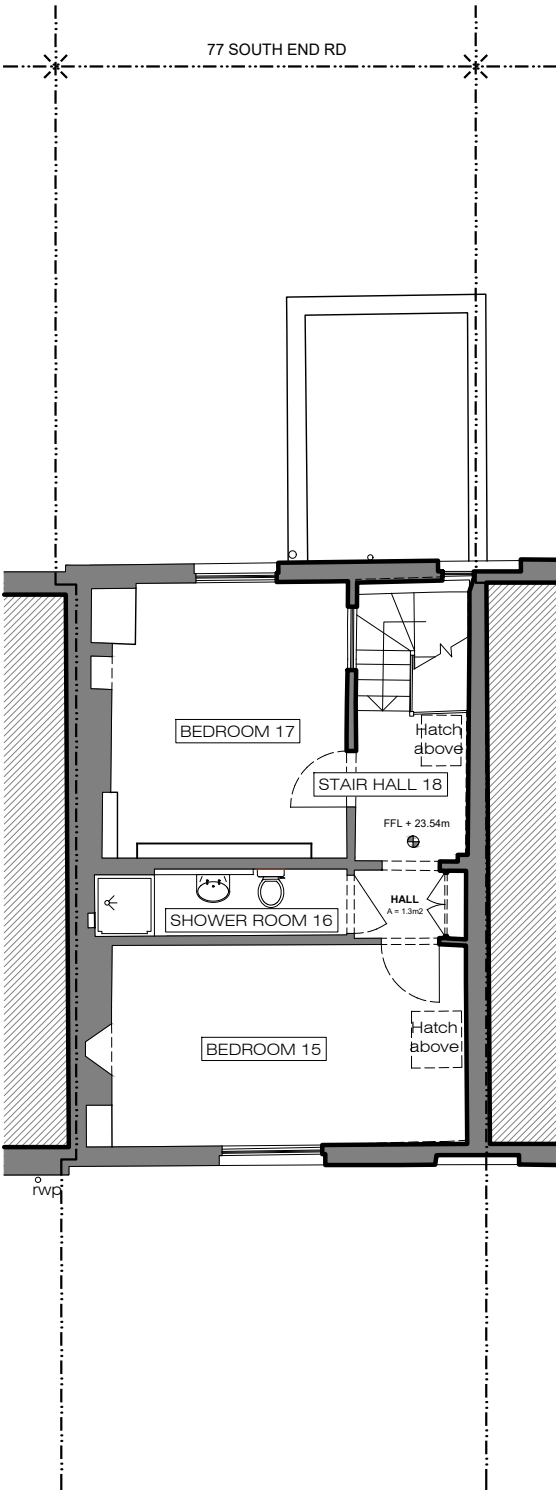 77 SOUTH END RD
BEDROOM 17
Hatch
above
STAIR HALL 18
FFL + 23.54m
HALL
A = 1.3m2
SHOWER ROOM 16
Hatch
above
BEDROOM 15
rwp